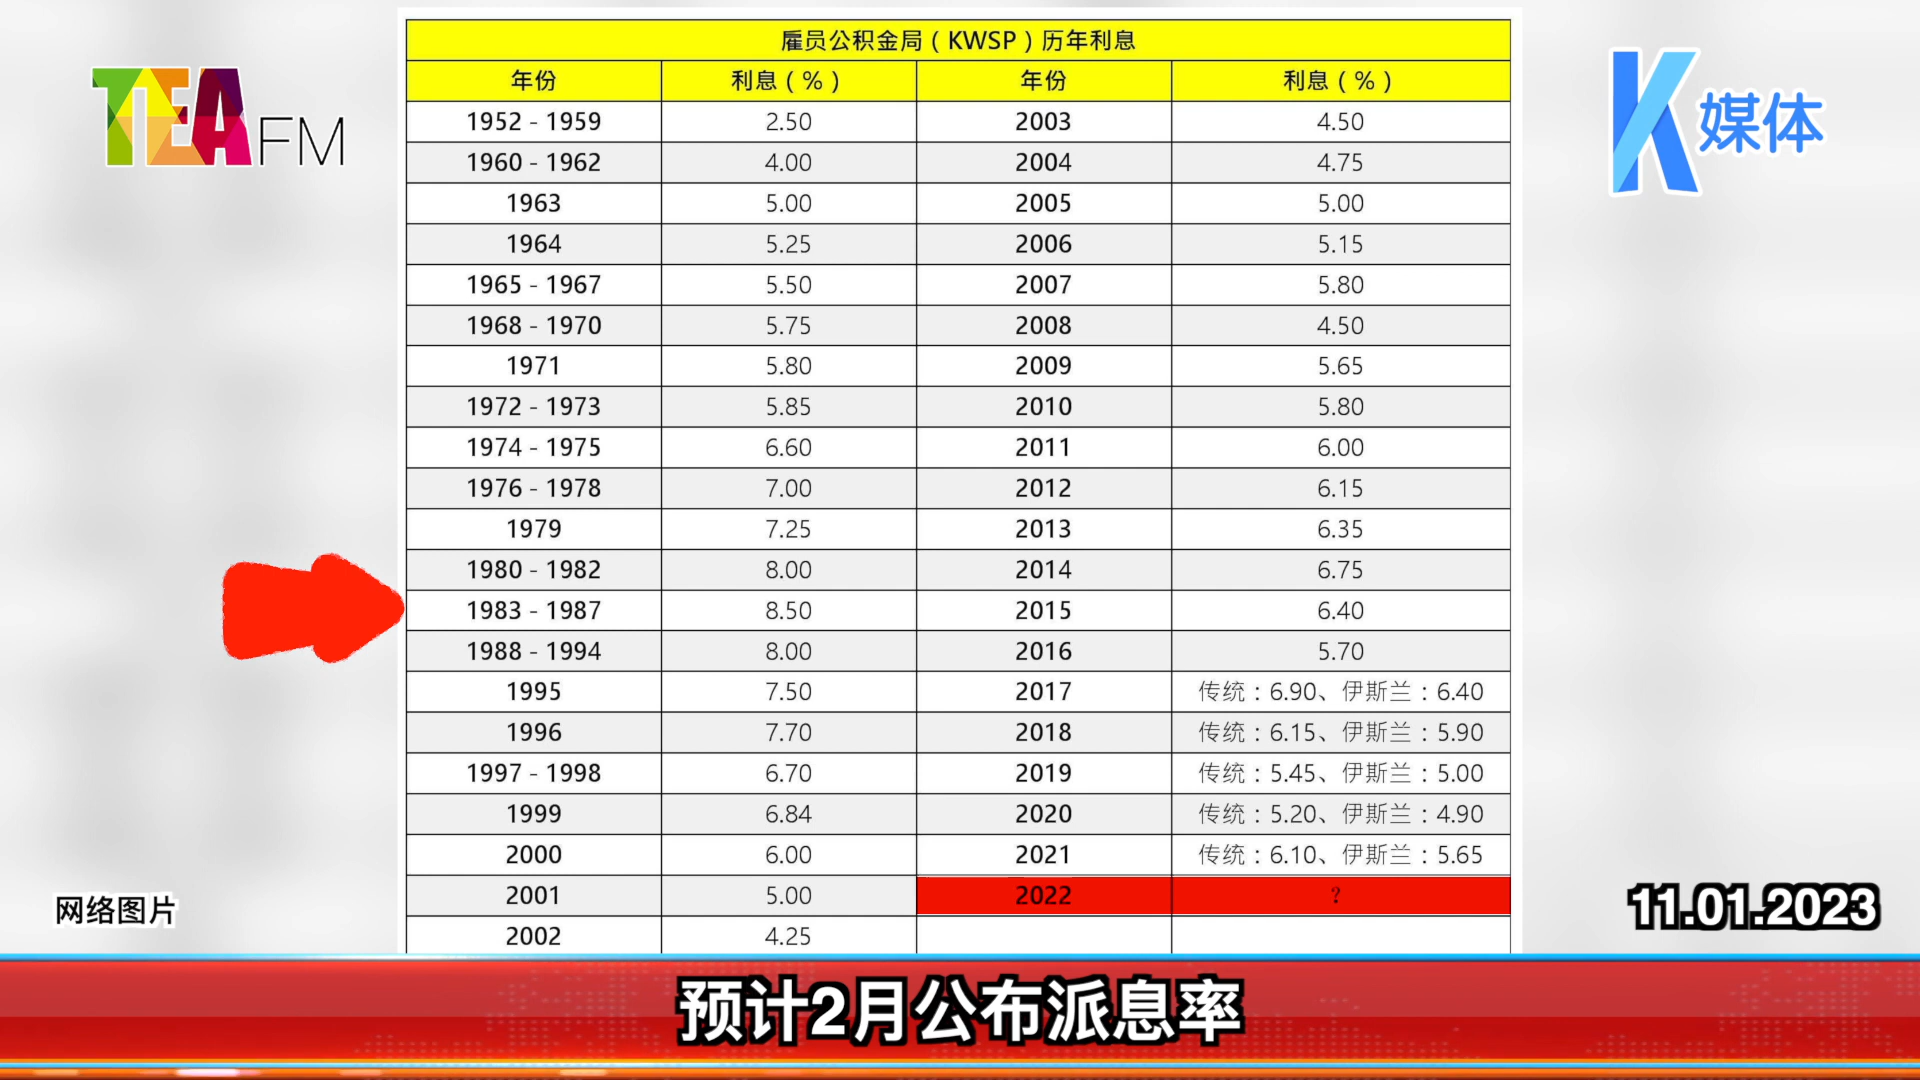 TEA FM
K 媒体
雇员公积金局（KWSP）历年利息
年份 利息（%） 年份 利息（%）
1952 - 1959 2.50 2003 4.50
1960 - 1962 4.00 2004 4.75
1963 5.00 2005 5.00
1964 5.25 2006 5.15
1965 - 1967 5.50 2007 5.80
1968 - 1970 5.75 2008 4.50
1971 5.80 2009 5.65
1972 - 1973 5.85 2010 5.80
1974 - 1975 6.60 2011 6.00
1976 - 1978 7.00 2012 6.15
1979 7.25 2013 6.35
1980 - 1982 8.00 2014 6.75
1983 - 1987 8.50 2015 6.40
1988 - 1994 8.00 2016 5.70
1995 7.50 2017 传统：6.90、伊斯兰：6.40
1996 7.70 2018 传统：6.15、伊斯兰：5.90
1997 - 1998 6.70 2019 传统：5.45、伊斯兰：5.00
1999 6.84 2020 传统：5.20、伊斯兰：4.90
2000 6.00 2021 传统：6.10、伊斯兰：5.65
2001 5.00 2022 ?
2002 4.25
网络图片
11.01.2023
预计2月公布派息率